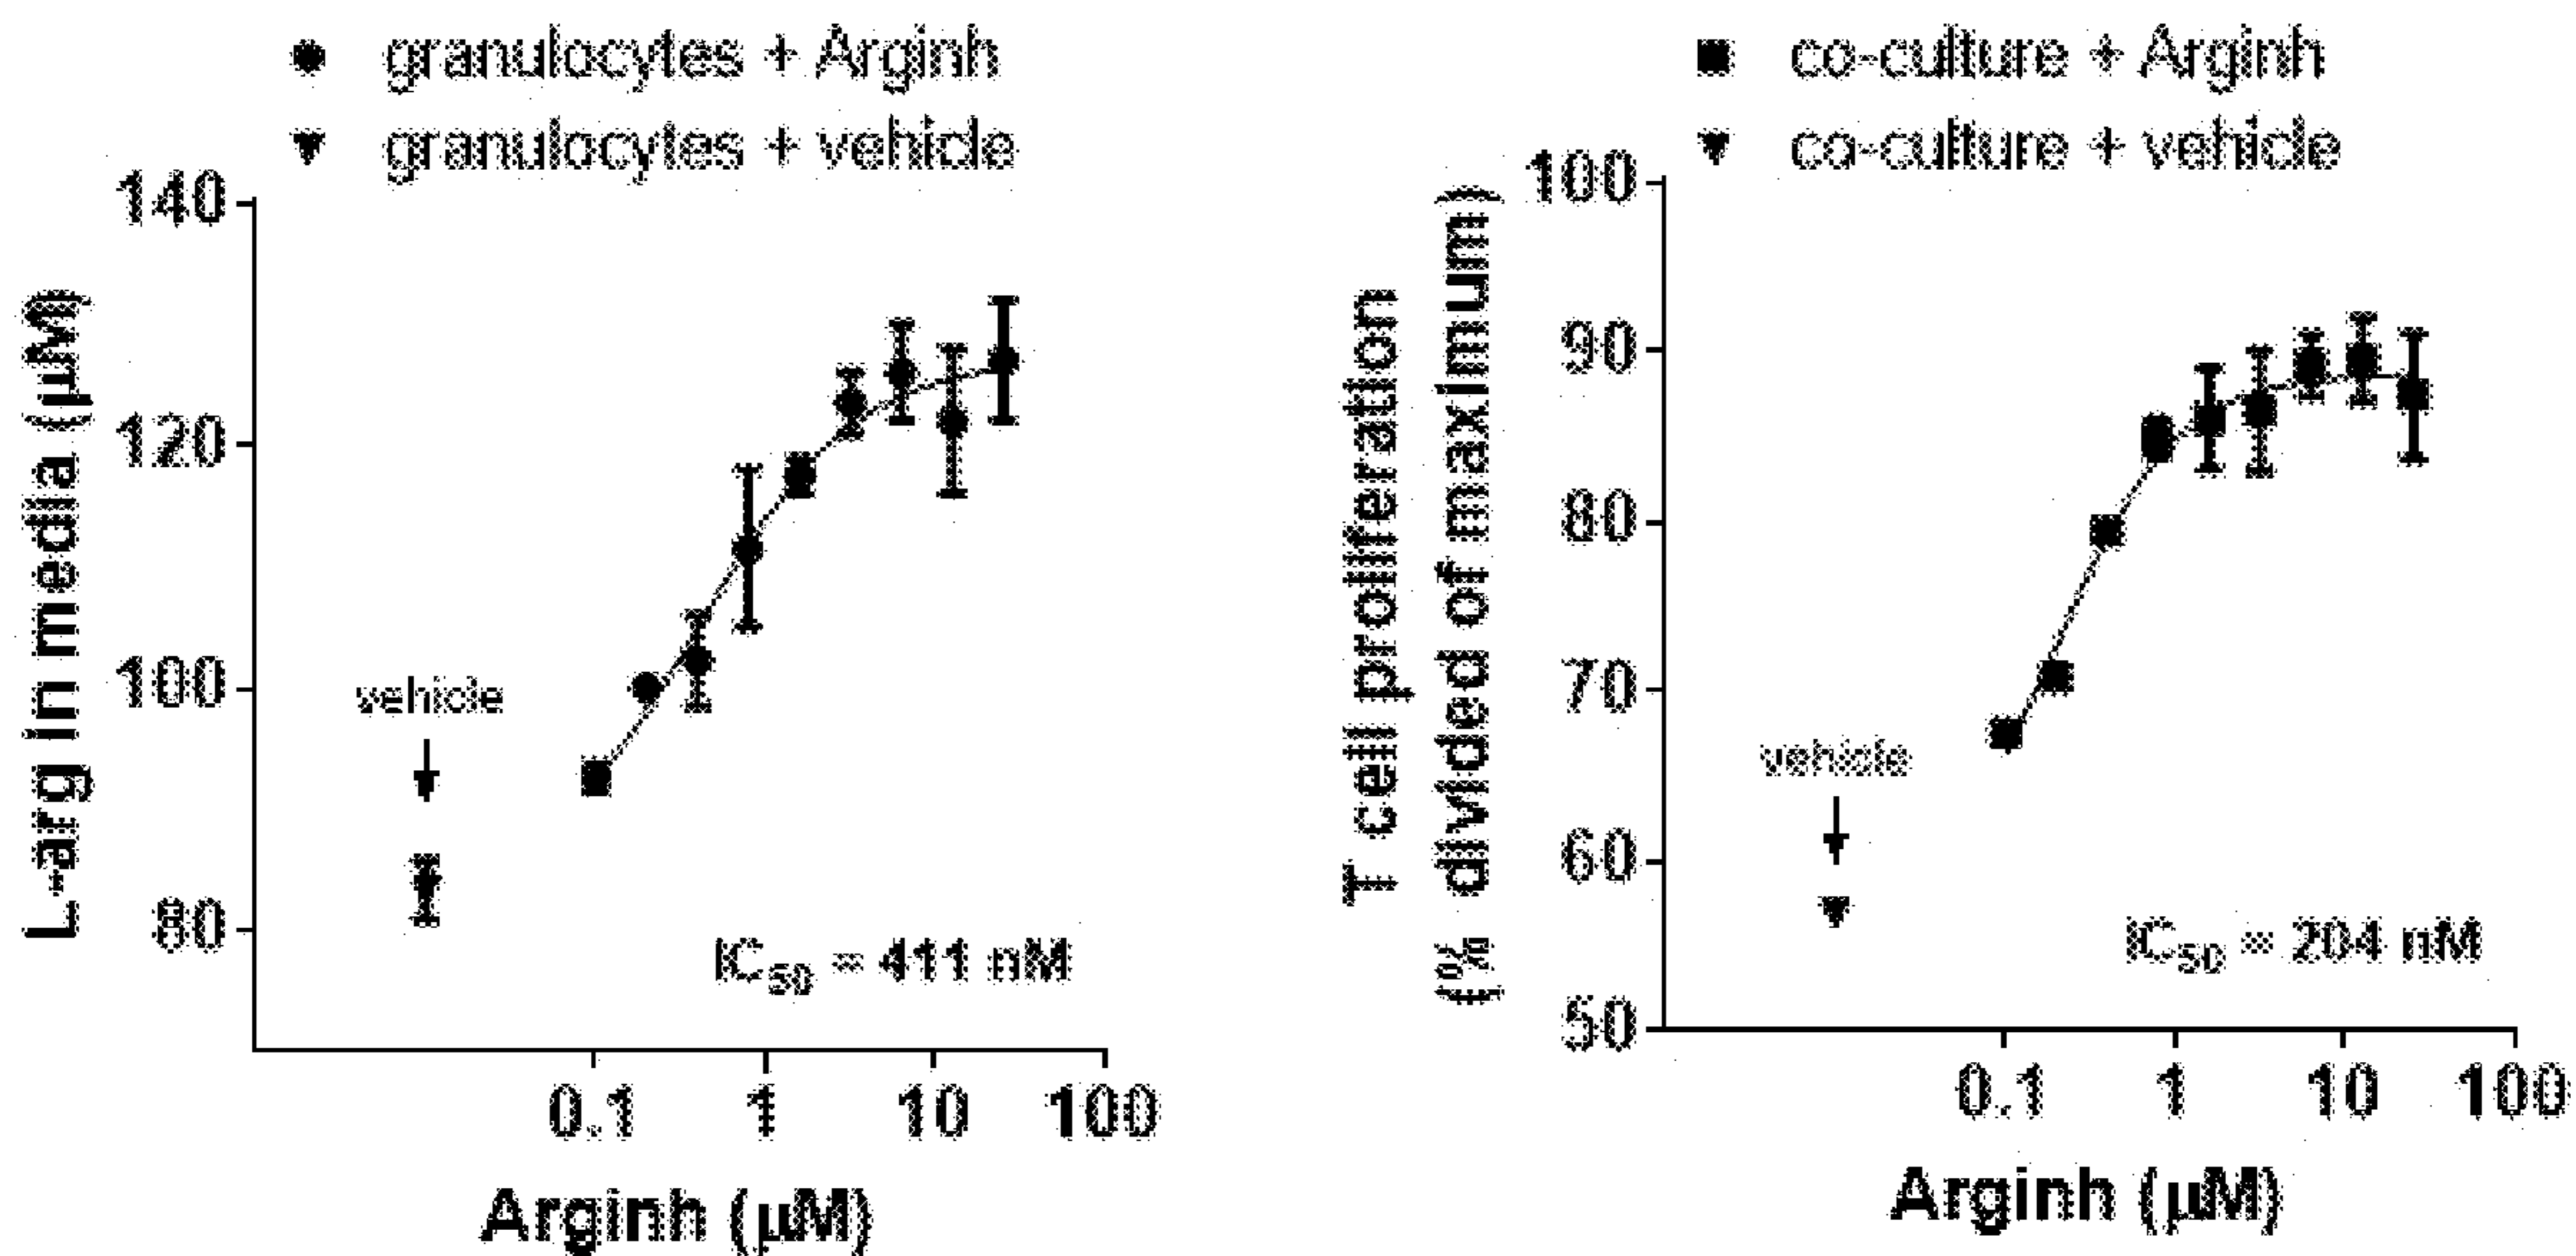 granulocytes + Arginh
granulocytes + vehicle
L-arg in media (µM)
140
120
100
80
vehicle
IC50 = 411 nM
0.1 1 10 100
Arginh (µM)
co-culture + Arginh
co-culture + vehicle
T cell proliferation
(% divided of maximum)
100
90
80
70
60
50
vehicle
IC50 = 204 nM
0.1 1 10 100
Arginh (µM)